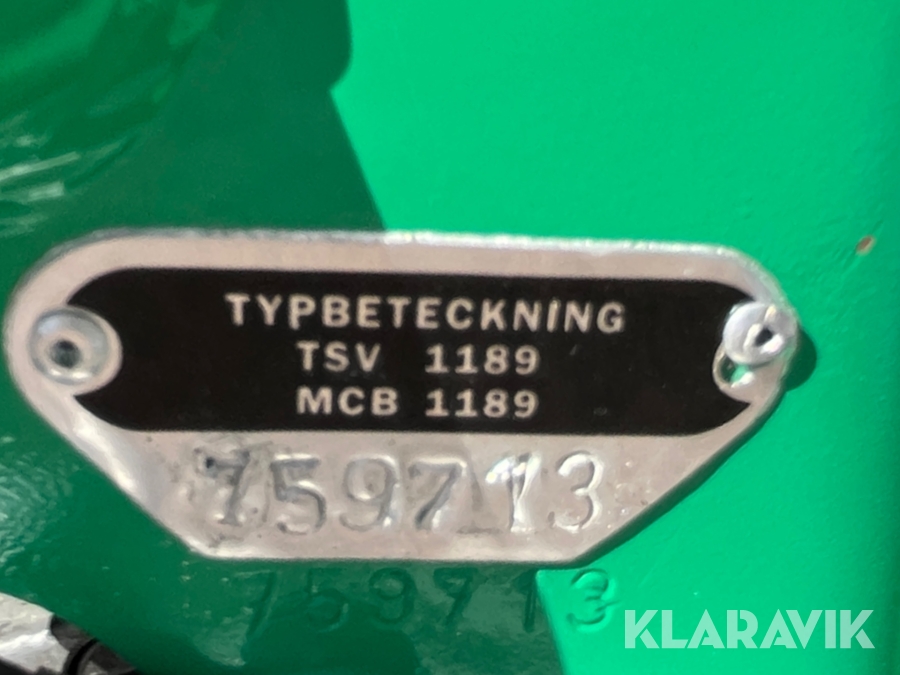 TYPBETECKNING
TSV 1189
MCB 1189
759713
759713
KLARAVIK